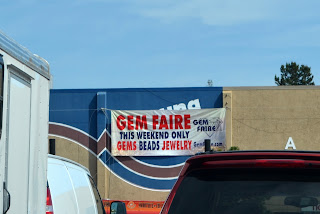 GEM FAIRE
THIS WEEKEND ONLY
GEMS BEADS JEWELRY
GEM
FAIRE
A